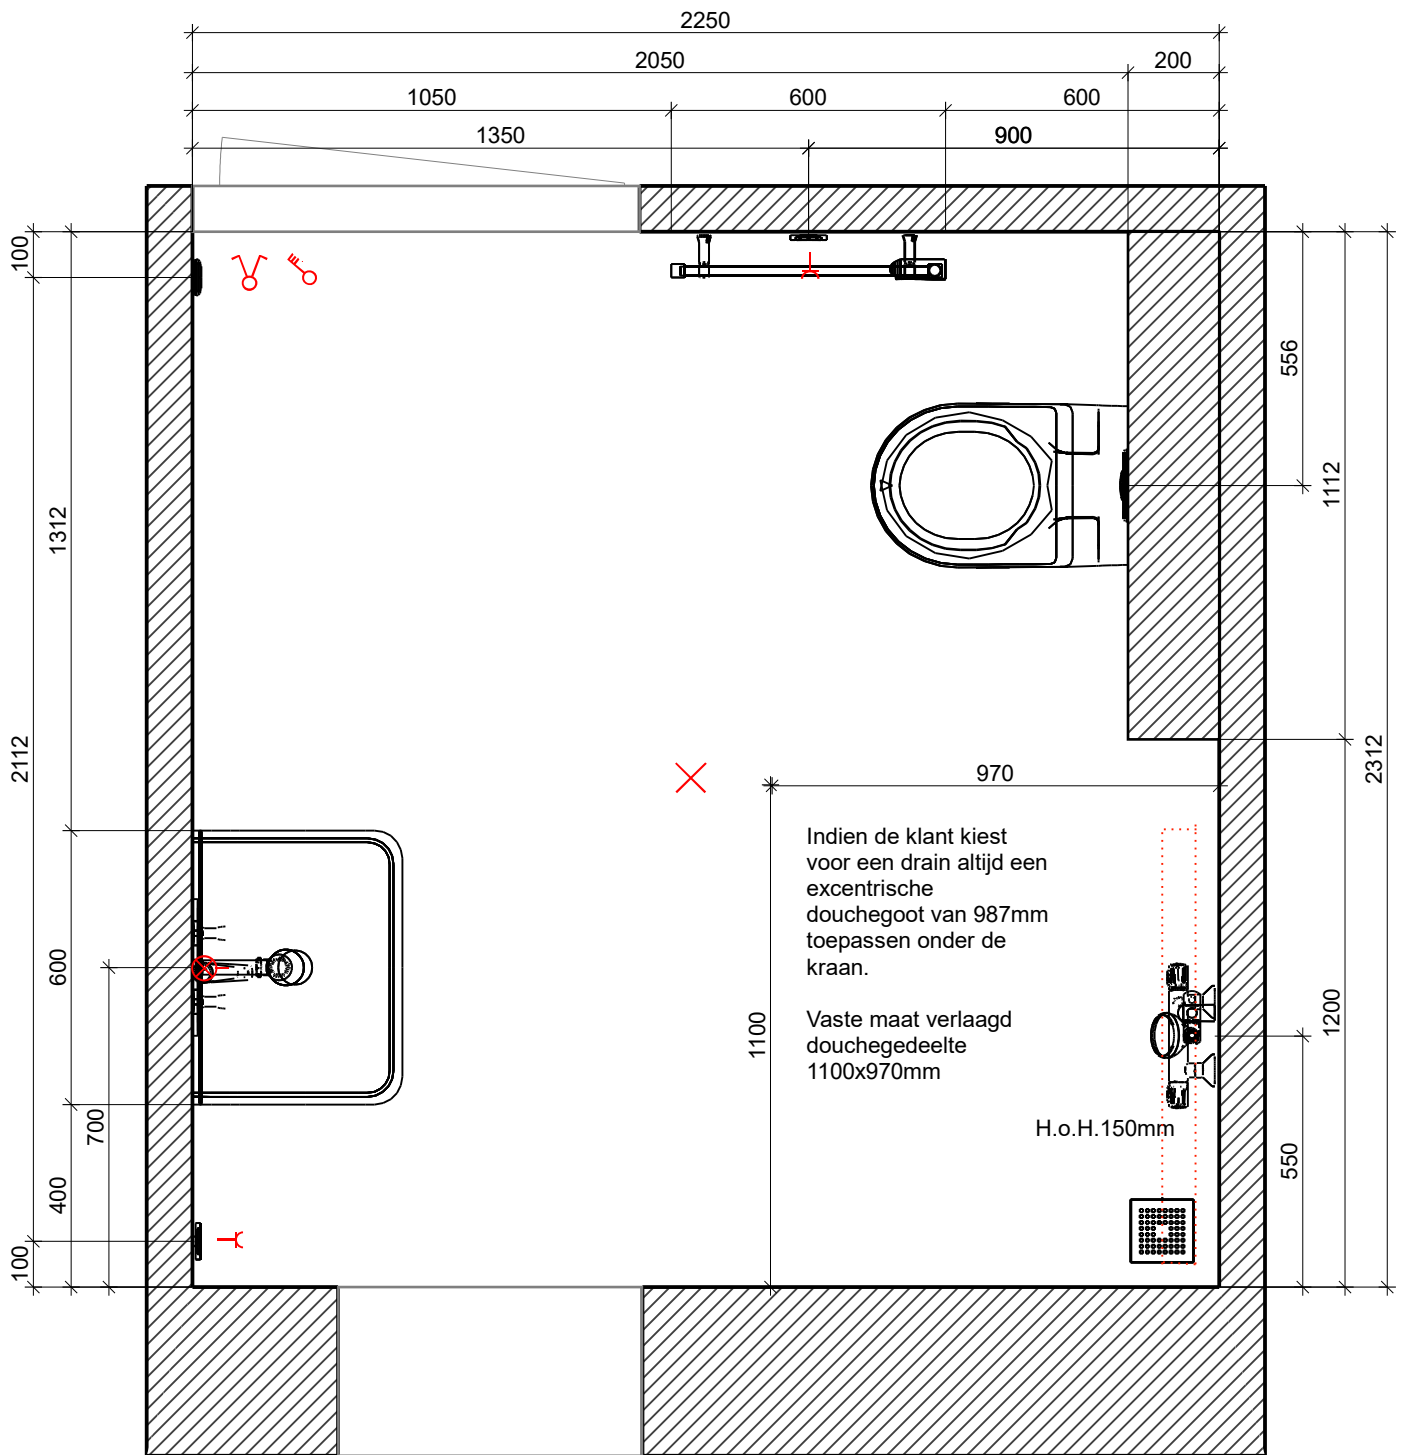 2250
2050
200
1050
600
600
1350
900
100
556
1312
1112
2112
2312
970
Indien de klant kiest
voor een drain altijd een
excentrische
douchegoot van 987mm
toepassen onder de
kraan.
Vaste maat verlaagd
douchegedeelte
1100x970mm
600
1100
1200
700
H.o.H.150mm
550
400
100